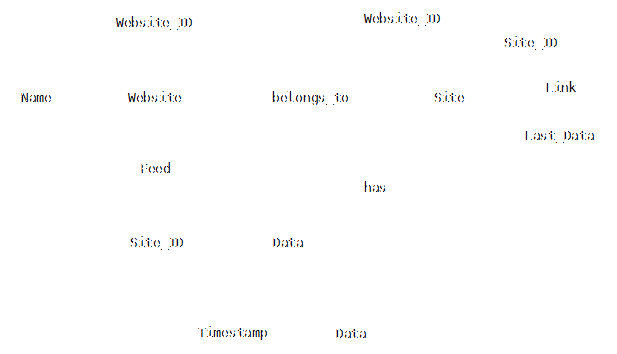 Website_ID
Website_ID
Site_ID
Link
Name Website belongs_to Site
Last_Data
Feed
has
Site_ID Data
Timestamp Data